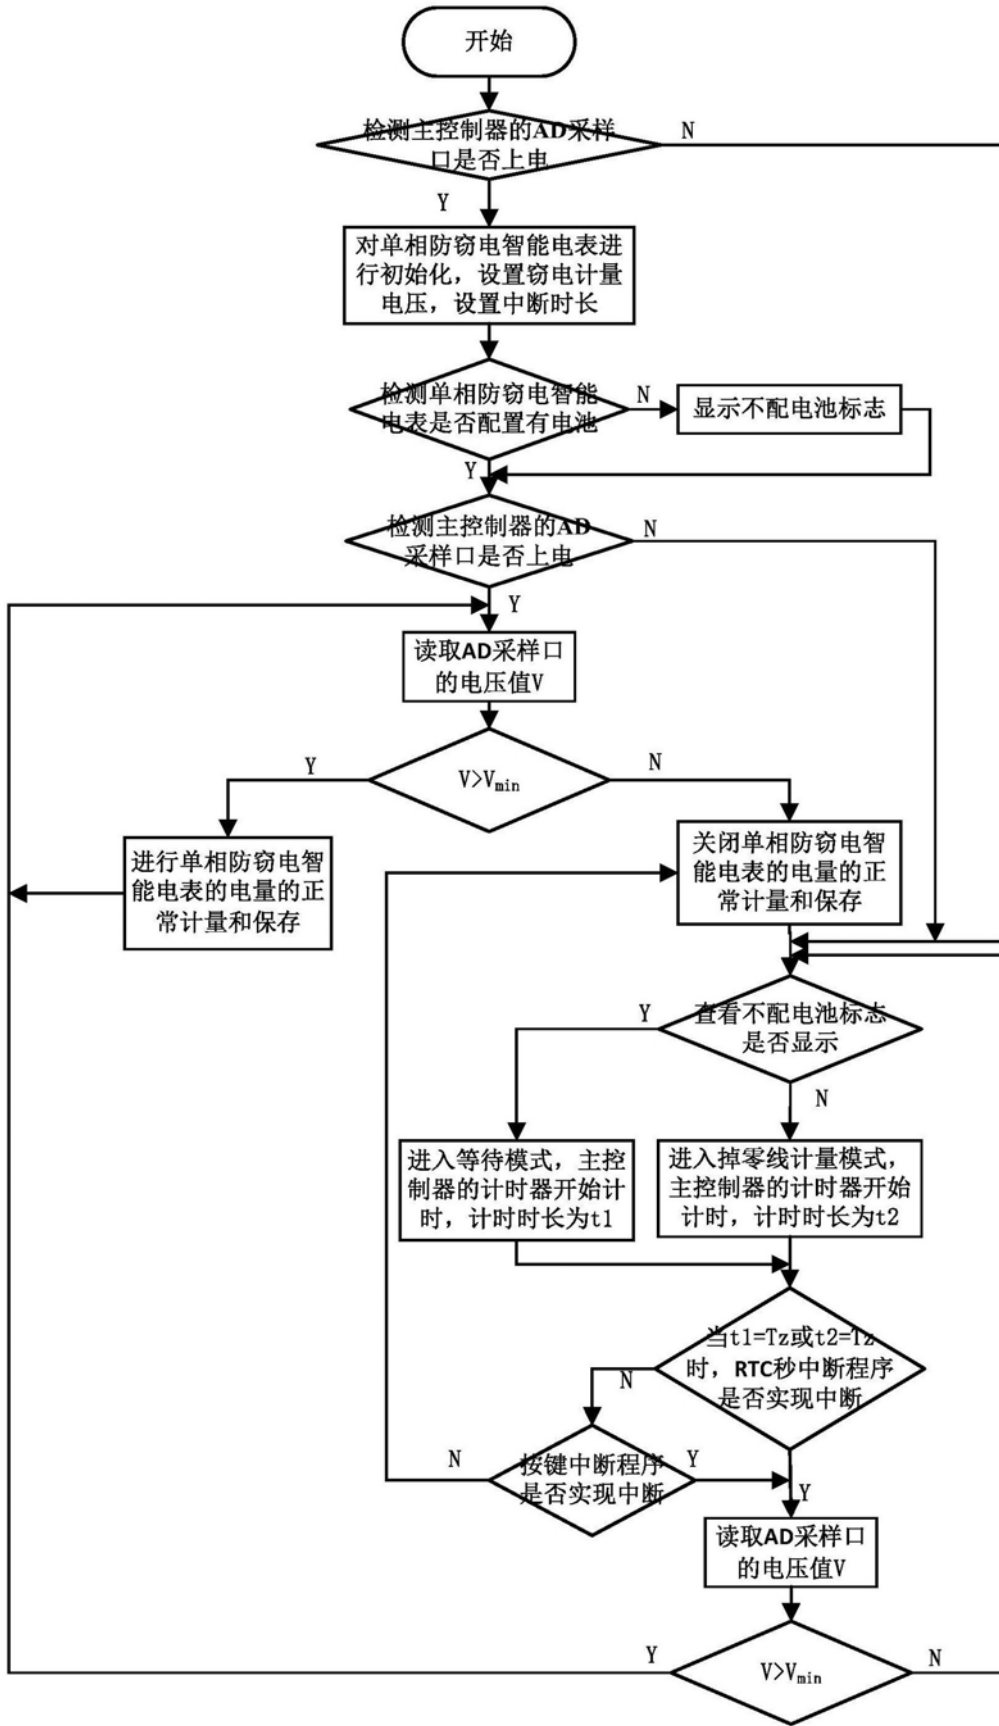 开始
检测主控制器的AD采样
口是否上电
N
Y
对单相防窃电智能电表进
行初始化，设置窃电计量
电压，设置中断时长
检测单相防窃电智能
电表是否配置有电池
N
显示不配电池标志
Y
检测主控制器的AD
采样口是否上电
N
Y
读取AD采样口
的电压值V
Y
V>Vmin
N
进行单相防窃电智
能电表的电量的正
常计量和保存
关闭单相防窃电智
能电表的电量的正
常计量和保存
Y
查看不配电池标志
是否显示
N
进入等待模式，主控
制器的计时器开始计
时，计时时长为t1
进入掉零线计量模式，
主控制器的计时器开始
计时，计时时长为t2
当t1=Tz或t2=Tz
时，RTC秒中断程序
是否实现中断
N
N
按键中断程序
是否实现中断
Y
Y
读取AD采样口
的电压值V
Y
V>Vmin
N